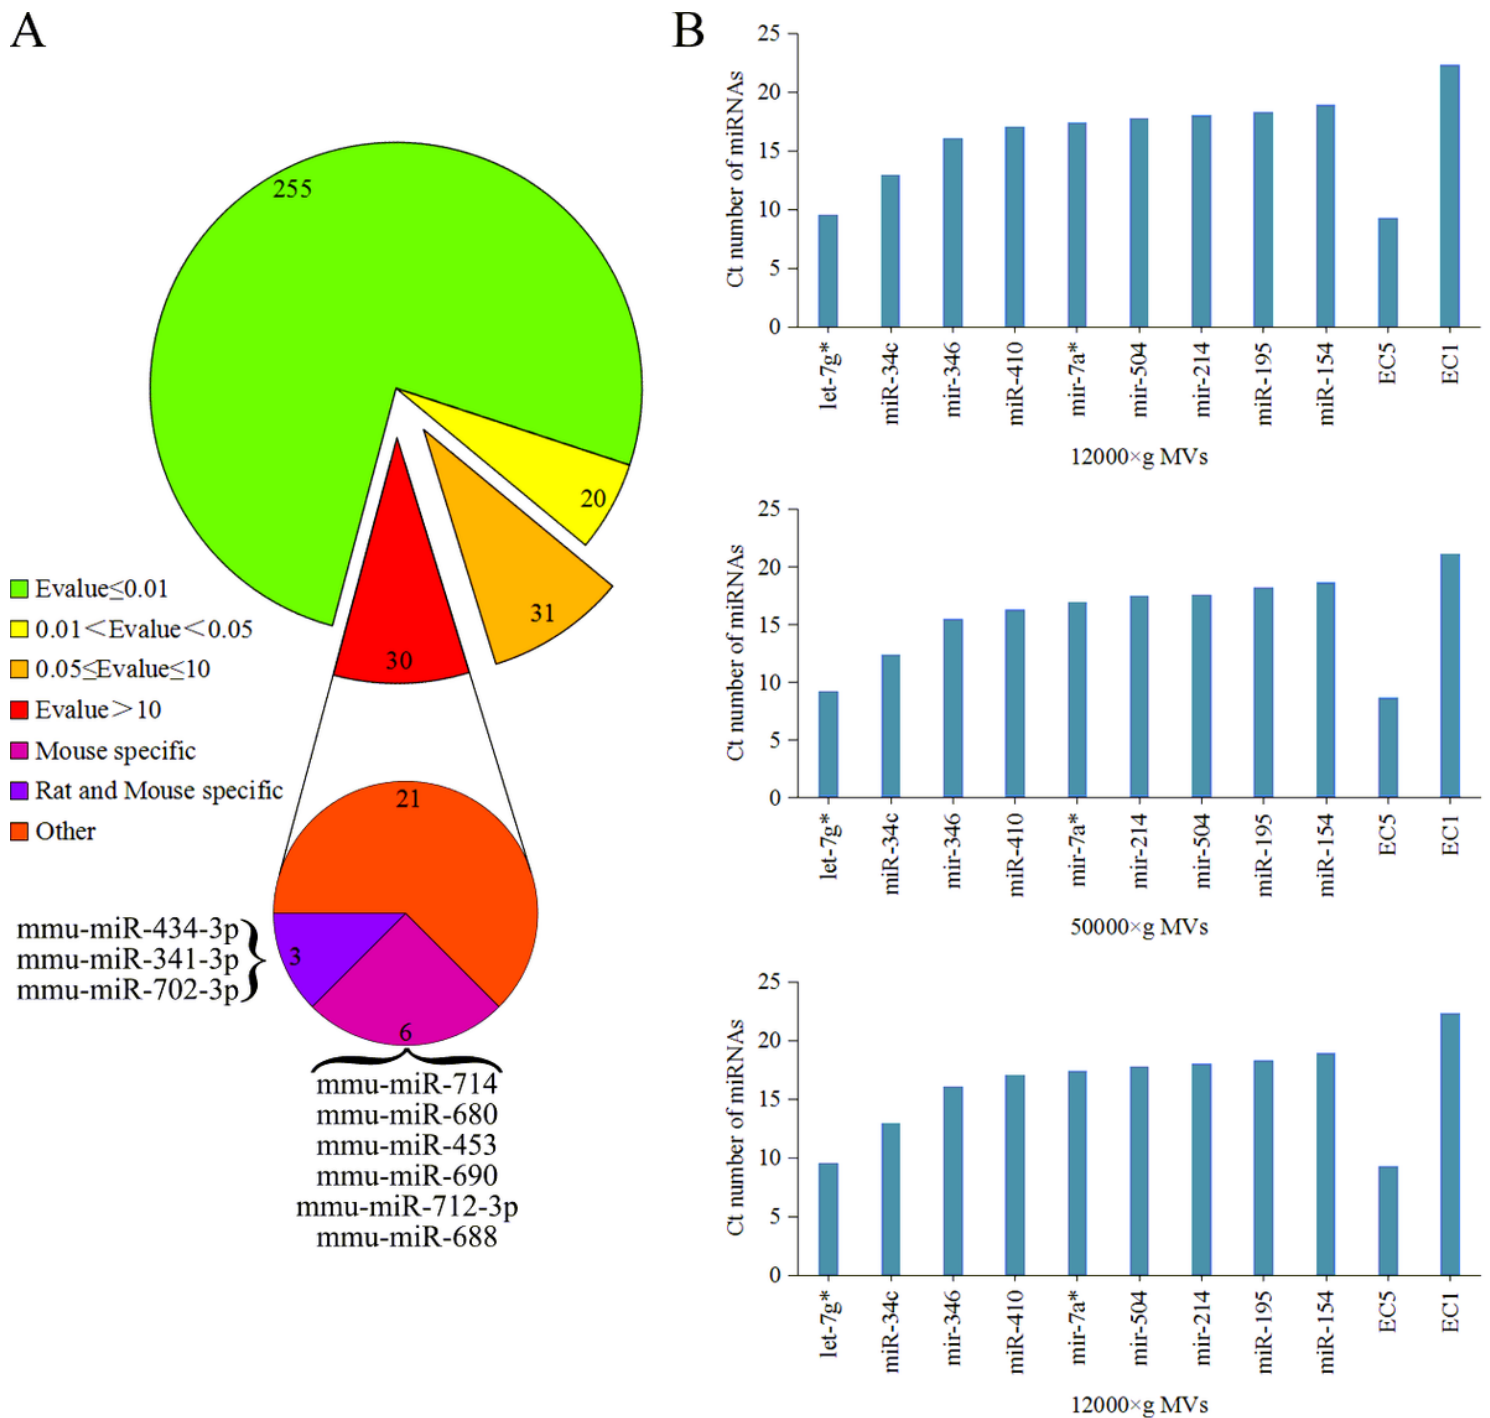 A
255
20
31
30
Evalue≤0.01
0.01＜Evalue＜0.05
0.05≤Evalue≤10
Evalue＞10
Mouse specific
Rat and Mouse specific
Other
21
3
6
mmu-miR-434-3p
mmu-miR-341-3p
mmu-miR-702-3p
mmu-miR-714
mmu-miR-680
mmu-miR-453
mmu-miR-690
mmu-miR-712-3p
mmu-miR-688
B
Ct number of miRNAs
25
20
15
10
5
0
let-7g*
miR-34c
mir-346
miR-410
mir-7a*
mir-504
mir-214
miR-195
miR-154
EC5
EC1
12000×g MVs
Ct number of miRNAs
25
20
15
10
5
0
let-7g*
miR-34c
mir-346
miR-410
mir-7a*
mir-214
mir-504
miR-195
miR-154
EC5
EC1
50000×g MVs
Ct number of miRNAs
25
20
15
10
5
0
let-7g*
miR-34c
mir-346
miR-410
mir-7a*
mir-504
mir-214
miR-195
miR-154
EC5
EC1
12000×g MVs